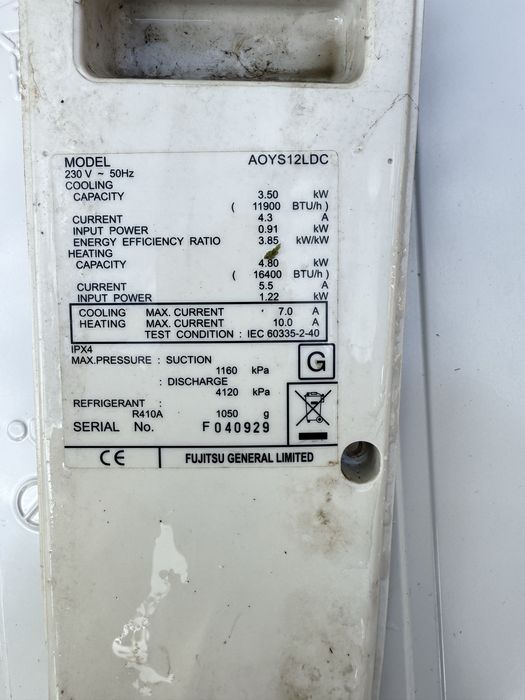 MODEL AOYS12LDC
230 V ~ 50Hz
COOLING
CAPACITY 3.50 kW
( 11900 BTU/h )
CURRENT 4.3 A
INPUT POWER 0.91 kW
ENERGY EFFICIENCY RATIO 3.85 kW/kW
HEATING
CAPACITY 4.80 kW
( 16400 BTU/h )
CURRENT 5.5 A
INPUT POWER 1.22 kW
COOLING MAX. CURRENT 7.0 A
HEATING MAX. CURRENT 10.0 A
TEST CONDITION : IEC 60335-2-40
IPX4
MAX.PRESSURE : SUCTION
1160 kPa
: DISCHARGE
4120 kPa
REFRIGERANT :
R410A 1050 g
SERIAL No. F040929
G
CE FUJITSU GENERAL LIMITED